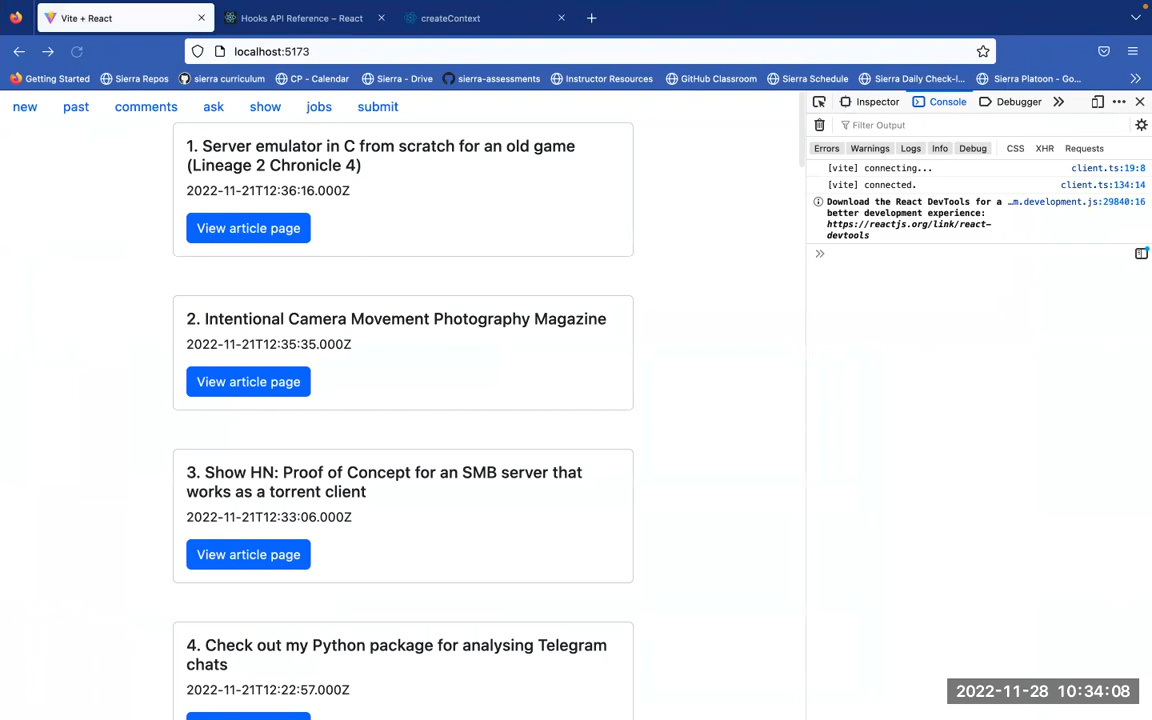 Vite + React
Hooks API Reference – React
createContext
localhost:5173
Getting Started
Sierra Repos
sierra curriculum
CP - Calendar
Sierra - Drive
sierra-assessments
Instructor Resources
GitHub Classroom
Sierra Schedule
Sierra Daily Check-I...
Sierra Platoon - Go...
new past comments ask show jobs submit
1. Server emulator in C from scratch for an old game
(Lineage 2 Chronicle 4)
2022-11-21T12:36:16.000Z
View article page
2. Intentional Camera Movement Photography Magazine
2022-11-21T12:35:35.000Z
View article page
3. Show HN: Proof of Concept for an SMB server that
works as a torrent client
2022-11-21T12:33:06.000Z
View article page
4. Check out my Python package for analysing Telegram
chats
2022-11-21T12:22:57.000Z
Inspector
Console
Debugger
Filter Output
Errors Warnings Logs Info Debug CSS XHR Requests
[vite] connecting... client.ts:19:8
[vite] connected. client.ts:134:14
Download the React DevTools for a …m.development.js:29840:16
better development experience:
https://reactjs.org/link/react-
devtools
2022-11-28 10:34:08